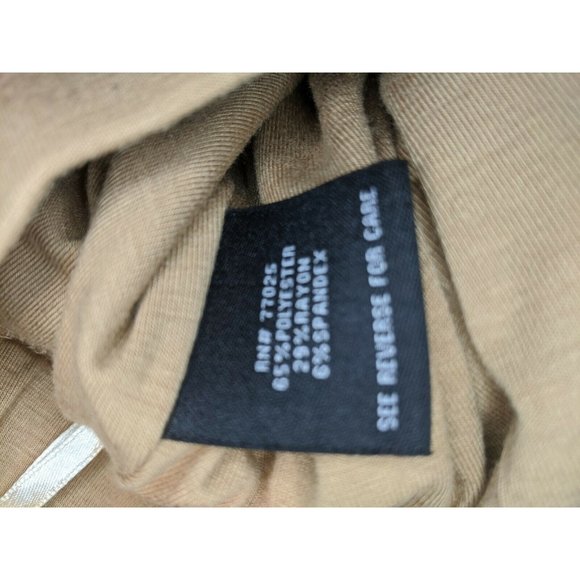 RN# 77025
65%POLYESTER
29%RAYON
6%SPANDEX
SEE REVERSE FOR CARE